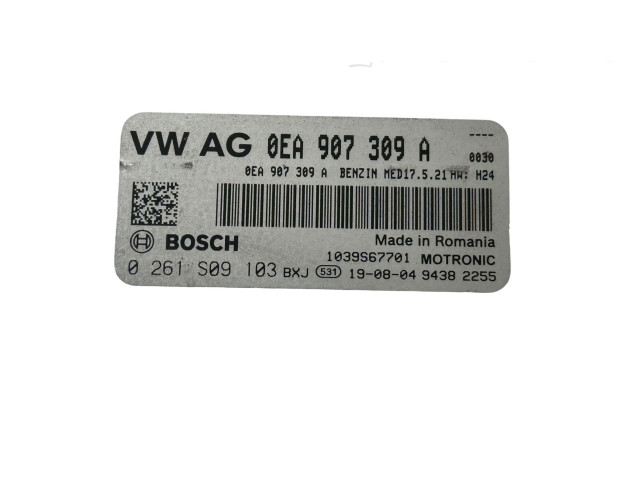 VW AG 0EA 907 309 A
----
0030
0EA 907 309 A BENZIN MED17.5.21 HW: H24
BOSCH
Made in Romania
1039S67701 MOTRONIC
0 261 S09 103 BXJ 531 19-08-04 9438 2255